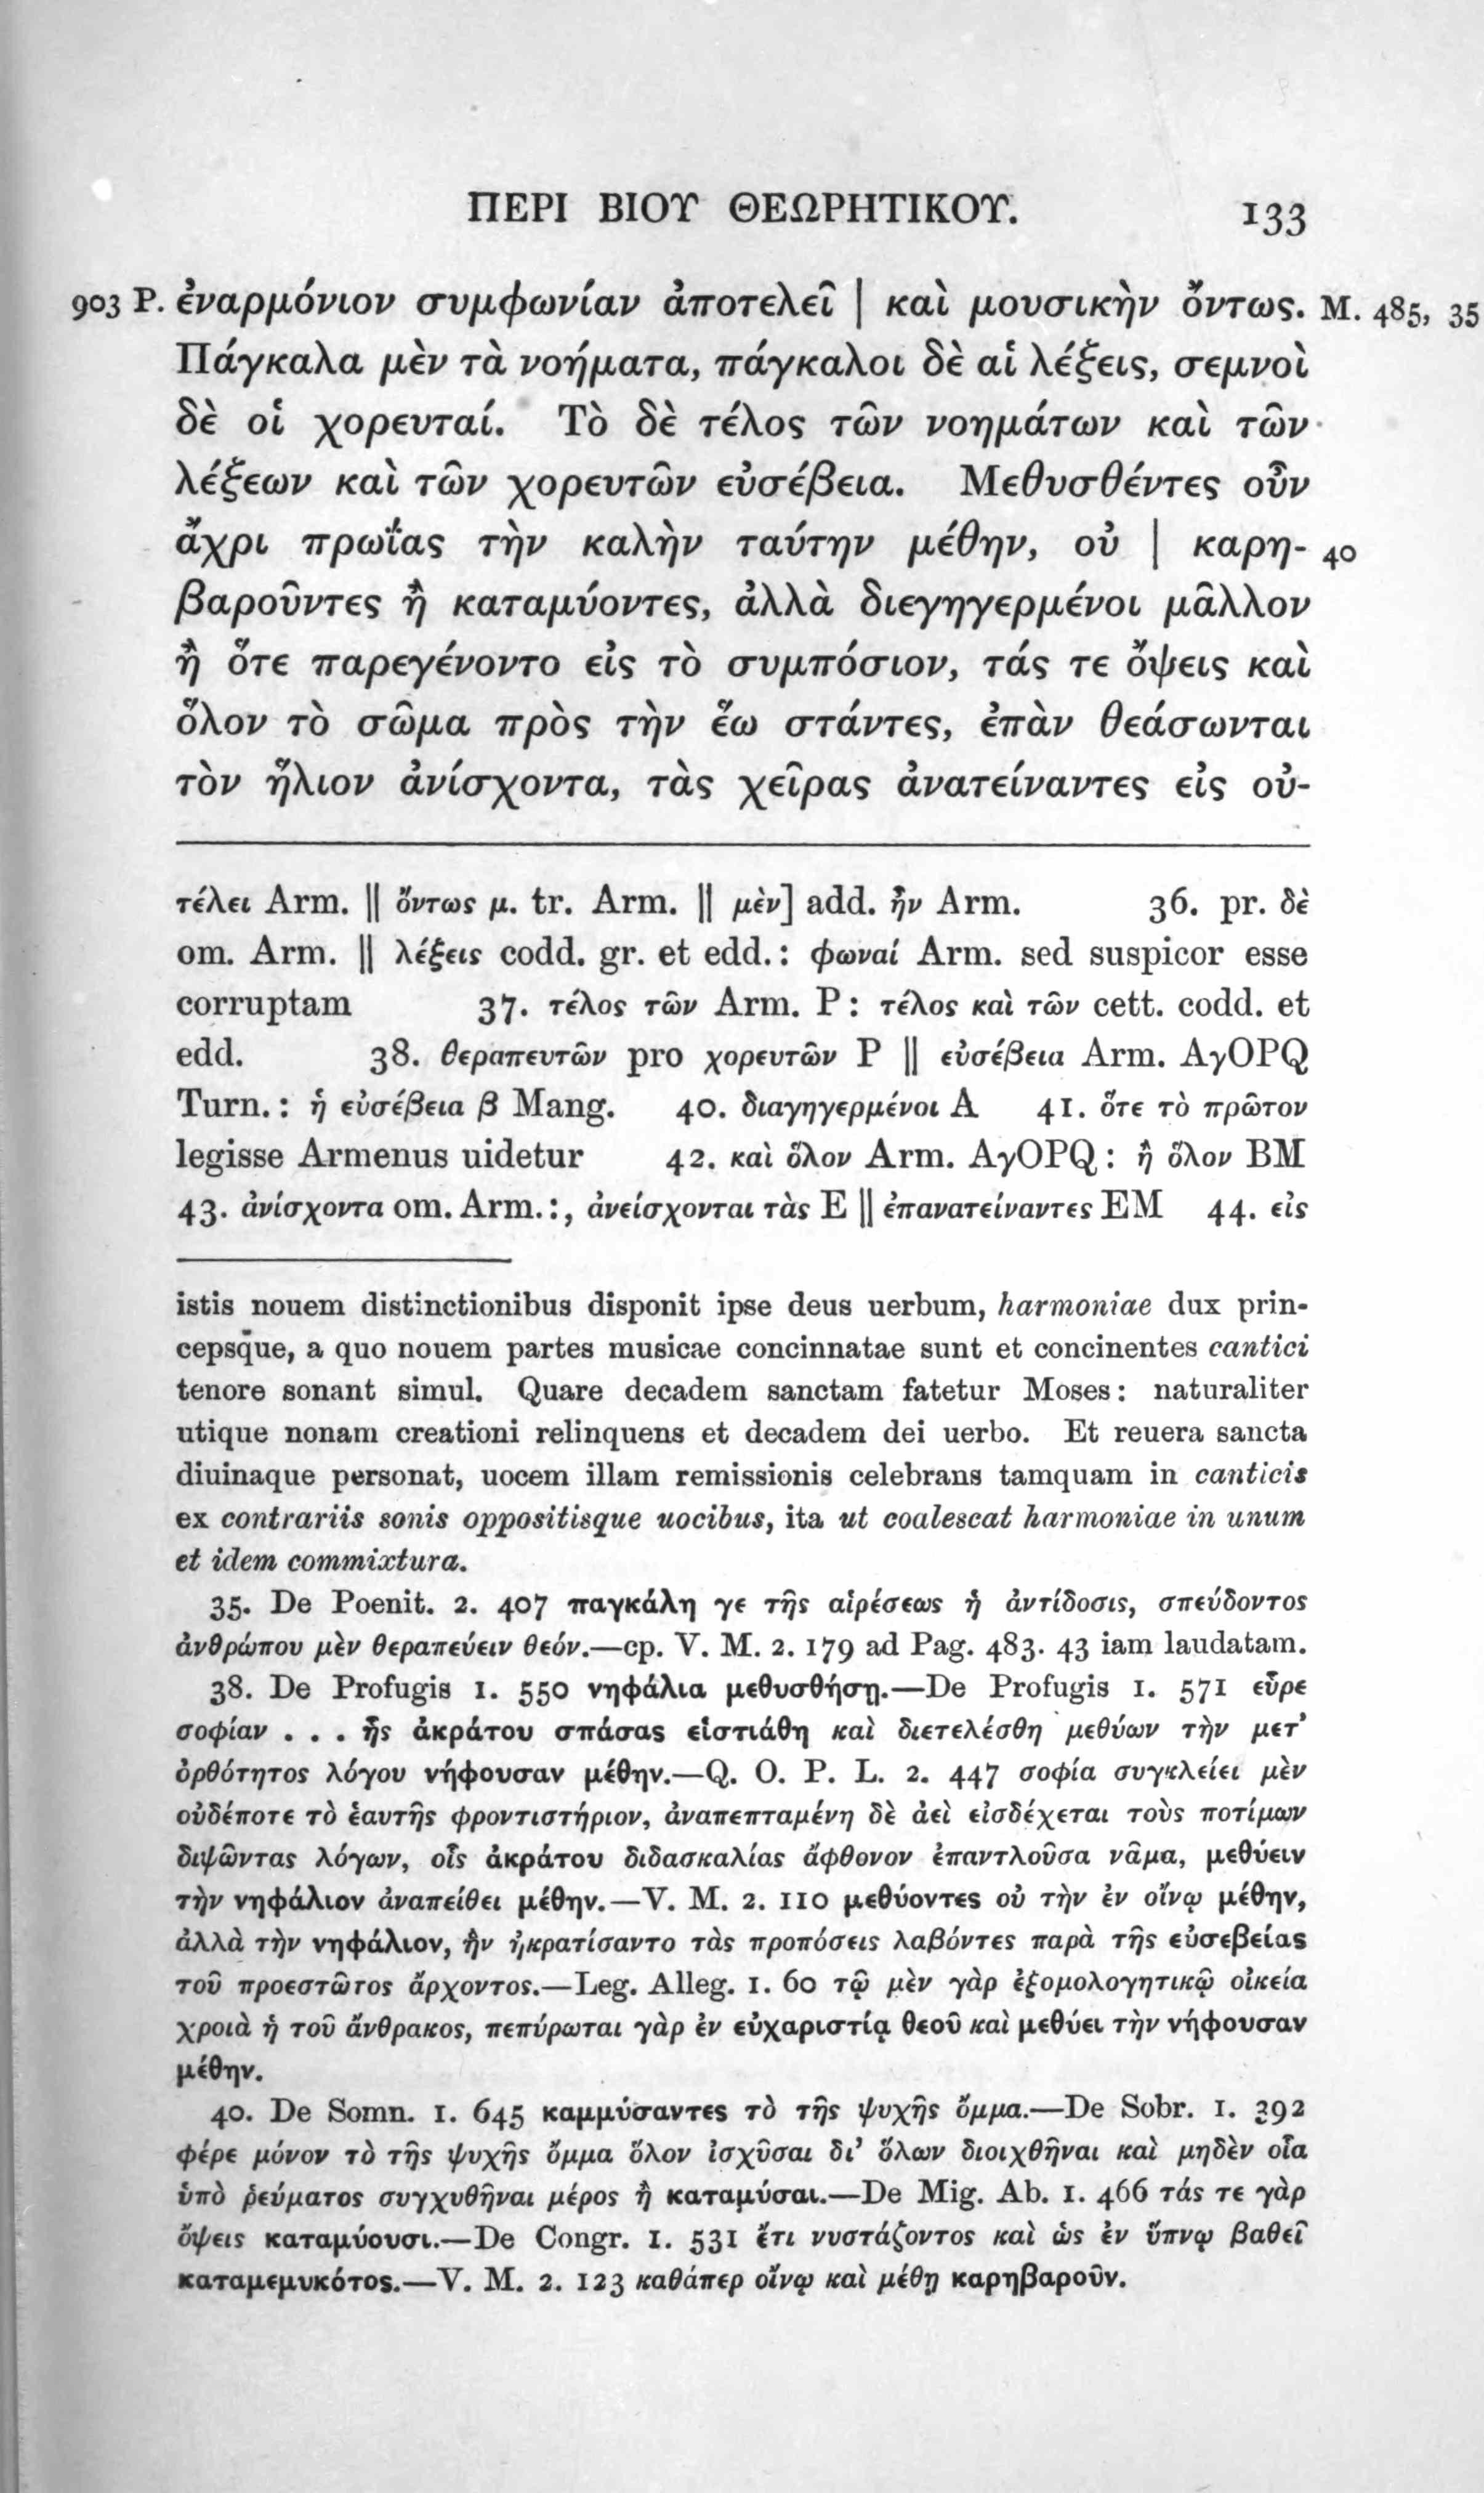 ΠΕΡΙ ΒΙΟΥ ΘΕΩΡΗΤΙΚΟΥ. 133
903 P. ἐναρμόνιον συμφωνίαν ἀποτελεῖ | καὶ μουσικὴν ὄντως. M. 485, 35
Πάγκαλα μὲν τὰ νοήματα, πάγκαλοι δὲ αἱ λέξεις, σεμνοὶ
δὲ οἱ χορευταί. Τὸ δὲ τέλος τῶν νοημάτων καὶ τῶν
λέξεων καὶ τῶν χορευτῶν εὐσέβεια. Μεθυσθέντες οὖν
ἄχρι πρωΐας τὴν καλὴν ταύτην μέθην, οὐ | καρη- 40
βαροῦντες ἢ καταμύοντες, ἀλλὰ διεγηγερμένοι μᾶλλον
ἢ ὅτε παρεγένοντο εἰς τὸ συμπόσιον, τάς τε ὄψεις καὶ
ὅλον τὸ σῶμα πρὸς τὴν ἕω στάντες, ἐπὰν θεάσωνται
τὸν ἥλιον ἀνίσχοντα, τὰς χεῖρας ἀνατείναντες εἰς οὐ-
τέλει Arm. || ὄντως μ. tr. Arm. || μὲν] add. ἦν Arm. 36. pr. δὲ
om. Arm. || λέξεις codd. gr. et edd.: φωναί Arm. sed suspicor esse
corruptam 37. τέλος τῶν Arm. P: τέλος καὶ τῶν cett. codd. et
edd. 38. θεραπευτῶν pro χορευτῶν P || εὐσέβεια Arm. AγOPQ
Turn.: ἡ εὐσέβεια β Mang. 40. διαγηγερμένοι A 41. ὅτε τὸ πρῶτον
legisse Armenus uidetur 42. καὶ ὅλον Arm. AγOPQ: ἢ ὅλον BM
43. ἀνίσχοντα om. Arm.:, ἀνείσχονται τὰς E || ἐπανατείναντες EM 44. εἰς
istis nouem distinctionibus disponit ipse deus uerbum, harmoniae dux prin-
cepsque, a quo nouem partes musicae concinnatae sunt et concinentes cantici
tenore sonant simul. Quare decadem sanctam fatetur Moses: naturaliter
utique nonam creationi relinquens et decadem dei uerbo. Et reuera sancta
diuinaque personat, uocem illam remissionis celebrans tamquam in canticis
ex contrariis sonis oppositisque uocibus, ita ut coalescat harmoniae in unum
et idem commixtura.
35. De Poenit. 2. 407 παγκάλη γε τῆς αἱρέσεως ἡ ἀντίδοσις, σπεύδοντος
ἀνθρώπου μὲν θεραπεύειν θεόν.—cp. V. M. 2. 179 ad Pag. 483. 43 iam laudatam.
38. De Profugis 1. 550 νηφάλια μεθυσθήσῃ.—De Profugis 1. 571 εὗρε
σοφίαν . . . ἧς ἀκράτου σπάσας εἱστιάθη καὶ διετελέσθη μεθύων τὴν μετ’
ὀρθότητος λόγου νήφουσαν μέθην.—Q. O. P. L. 2. 447 σοφία συγκλείει μὲν
οὐδέποτε τὸ ἑαυτῆς φροντιστήριον, ἀναπεπταμένη δὲ ἀεὶ εἰσδέχεται τοὺς ποτίμων
διψῶντας λόγων, οἷς ἀκράτου διδασκαλίας ἄφθονον ἐπαντλοῦσα νᾶμα, μεθύειν
τὴν νηφάλιον ἀναπείθει μέθην.—V. M. 2. 110 μεθύοντες οὐ τὴν ἐν οἴνῳ μέθην,
ἀλλὰ τὴν νηφάλιον, ἣν ἠκρατίσαντο τὰς προπόσεις λαβόντες παρὰ τῆς εὐσεβείας
τοῦ προεστῶτος ἄρχοντος.—Leg. Alleg. 1. 60 τῷ μὲν γὰρ ἐξομολογητικῷ οἰκεία
χροιὰ ἡ τοῦ ἄνθρακος, πεπύρωται γὰρ ἐν εὐχαριστίᾳ θεοῦ καὶ μεθύει τὴν νήφουσαν
μέθην.
40. De Somn. 1. 645 καμμύσαντες τὸ τῆς ψυχῆς ὄμμα.—De Sobr. 1. 392
φέρε μόνον τὸ τῆς ψυχῆς ὄμμα ὅλον ἰσχῦσαι δι’ ὅλων διοιχθῆναι καὶ μηδὲν οἷα
ὑπὸ ῥεύματος συγχυθῆναι μέρος ἢ καταμύσαι.—De Mig. Ab. 1. 466 τάς τε γὰρ
ὄψεις καταμύουσι.—De Congr. 1. 531 ἔτι νυστάζοντος καὶ ὡς ἐν ὕπνῳ βαθεῖ
καταμεμυκότος.—V. M. 2. 123 καθάπερ οἴνῳ καὶ μέθῃ καρηβαροῦν.